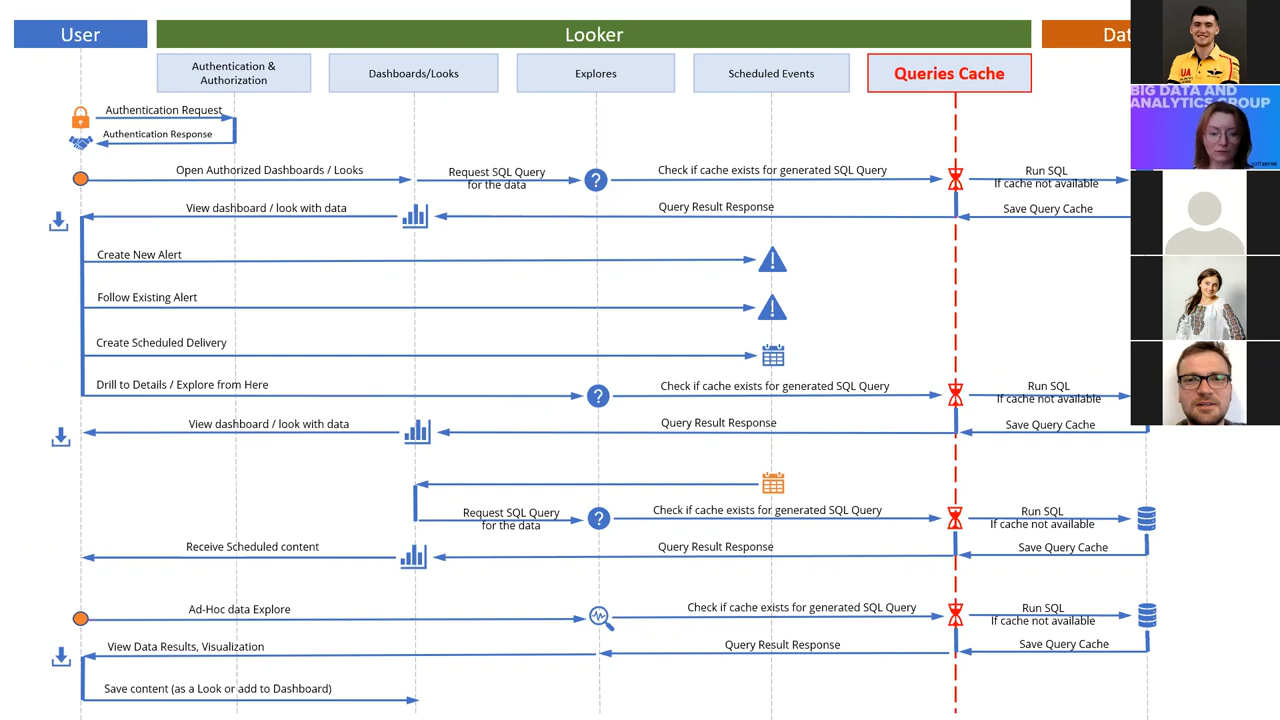 User
Looker
Dat
Authentication &
Authorization
Dashboards/Looks
Explores
Scheduled Events
Queries Cache
UA
BIG DATA AND
ANALYTICS GROUP
softserve
Authentication Request
Authentication Response
Open Authorized Dashboards / Looks
Request SQL Query
for the data
?
Check if cache exists for generated SQL Query
Run SQL
If cache not available
View dashboard / look with data
Query Result Response
Save Query Cache
Create New Alert
Follow Existing Alert
Create Scheduled Delivery
Drill to Details / Explore from Here
?
Check if cache exists for generated SQL Query
Run SQL
If cache not available
View dashboard / look with data
Query Result Response
Save Query Cache
Request SQL Query
for the data
?
Check if cache exists for generated SQL Query
Run SQL
If cache not available
Receive Scheduled content
Query Result Response
Save Query Cache
Ad-Hoc data Explore
Check if cache exists for generated SQL Query
Run SQL
If cache not available
View Data Results, Visualization
Query Result Response
Save Query Cache
Save content (as a Look or add to Dashboard)